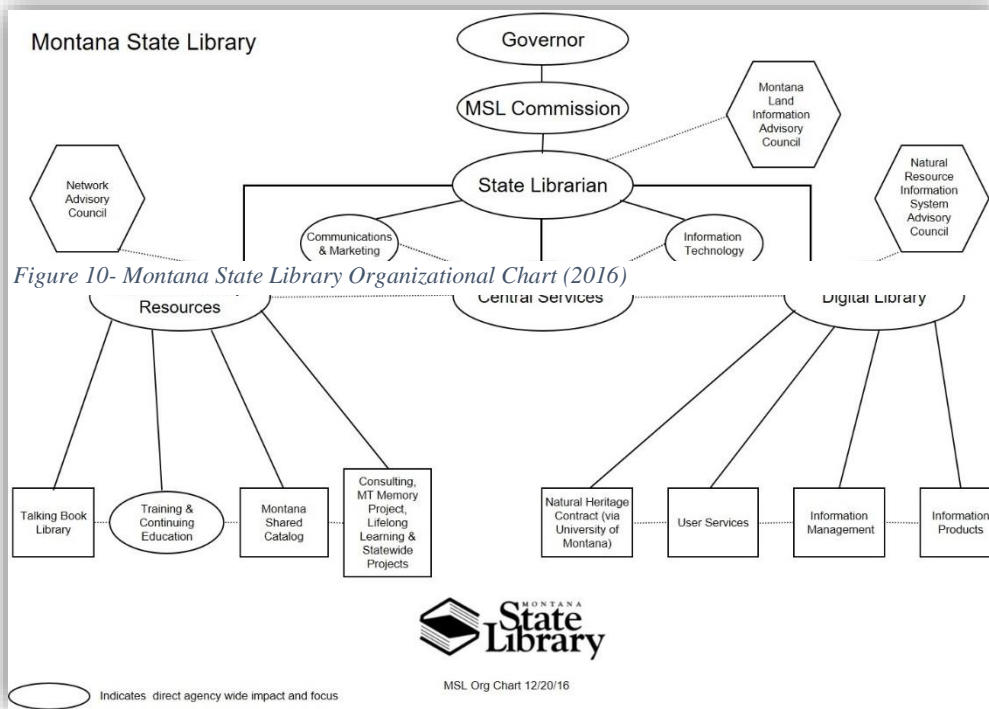 Montana State Library
Governor
MSL Commission
State Librarian
Montana
Land
Information
Advisory
Council
Network
Advisory
Council
Natural
Resource
Information
System
Advisory
Council
Communications
& Marketing
Information
Technology
Figure 10- Montana State Library Organizational Chart (2016)
Resources
Central Services
Digital Library
Talking Book
Library
Training &
Continuing
Education
Montana
Shared
Catalog
Consulting,
MT Memory
Project,
Lifelong
Learning &
Statewide
Projects
Natural Heritage
Contract (via
University of
Montana)
User Services
Information
Management
Information
Products
MONTANA
State
Library
MSL Org Chart 12/20/16
Indicates direct agency wide impact and focus